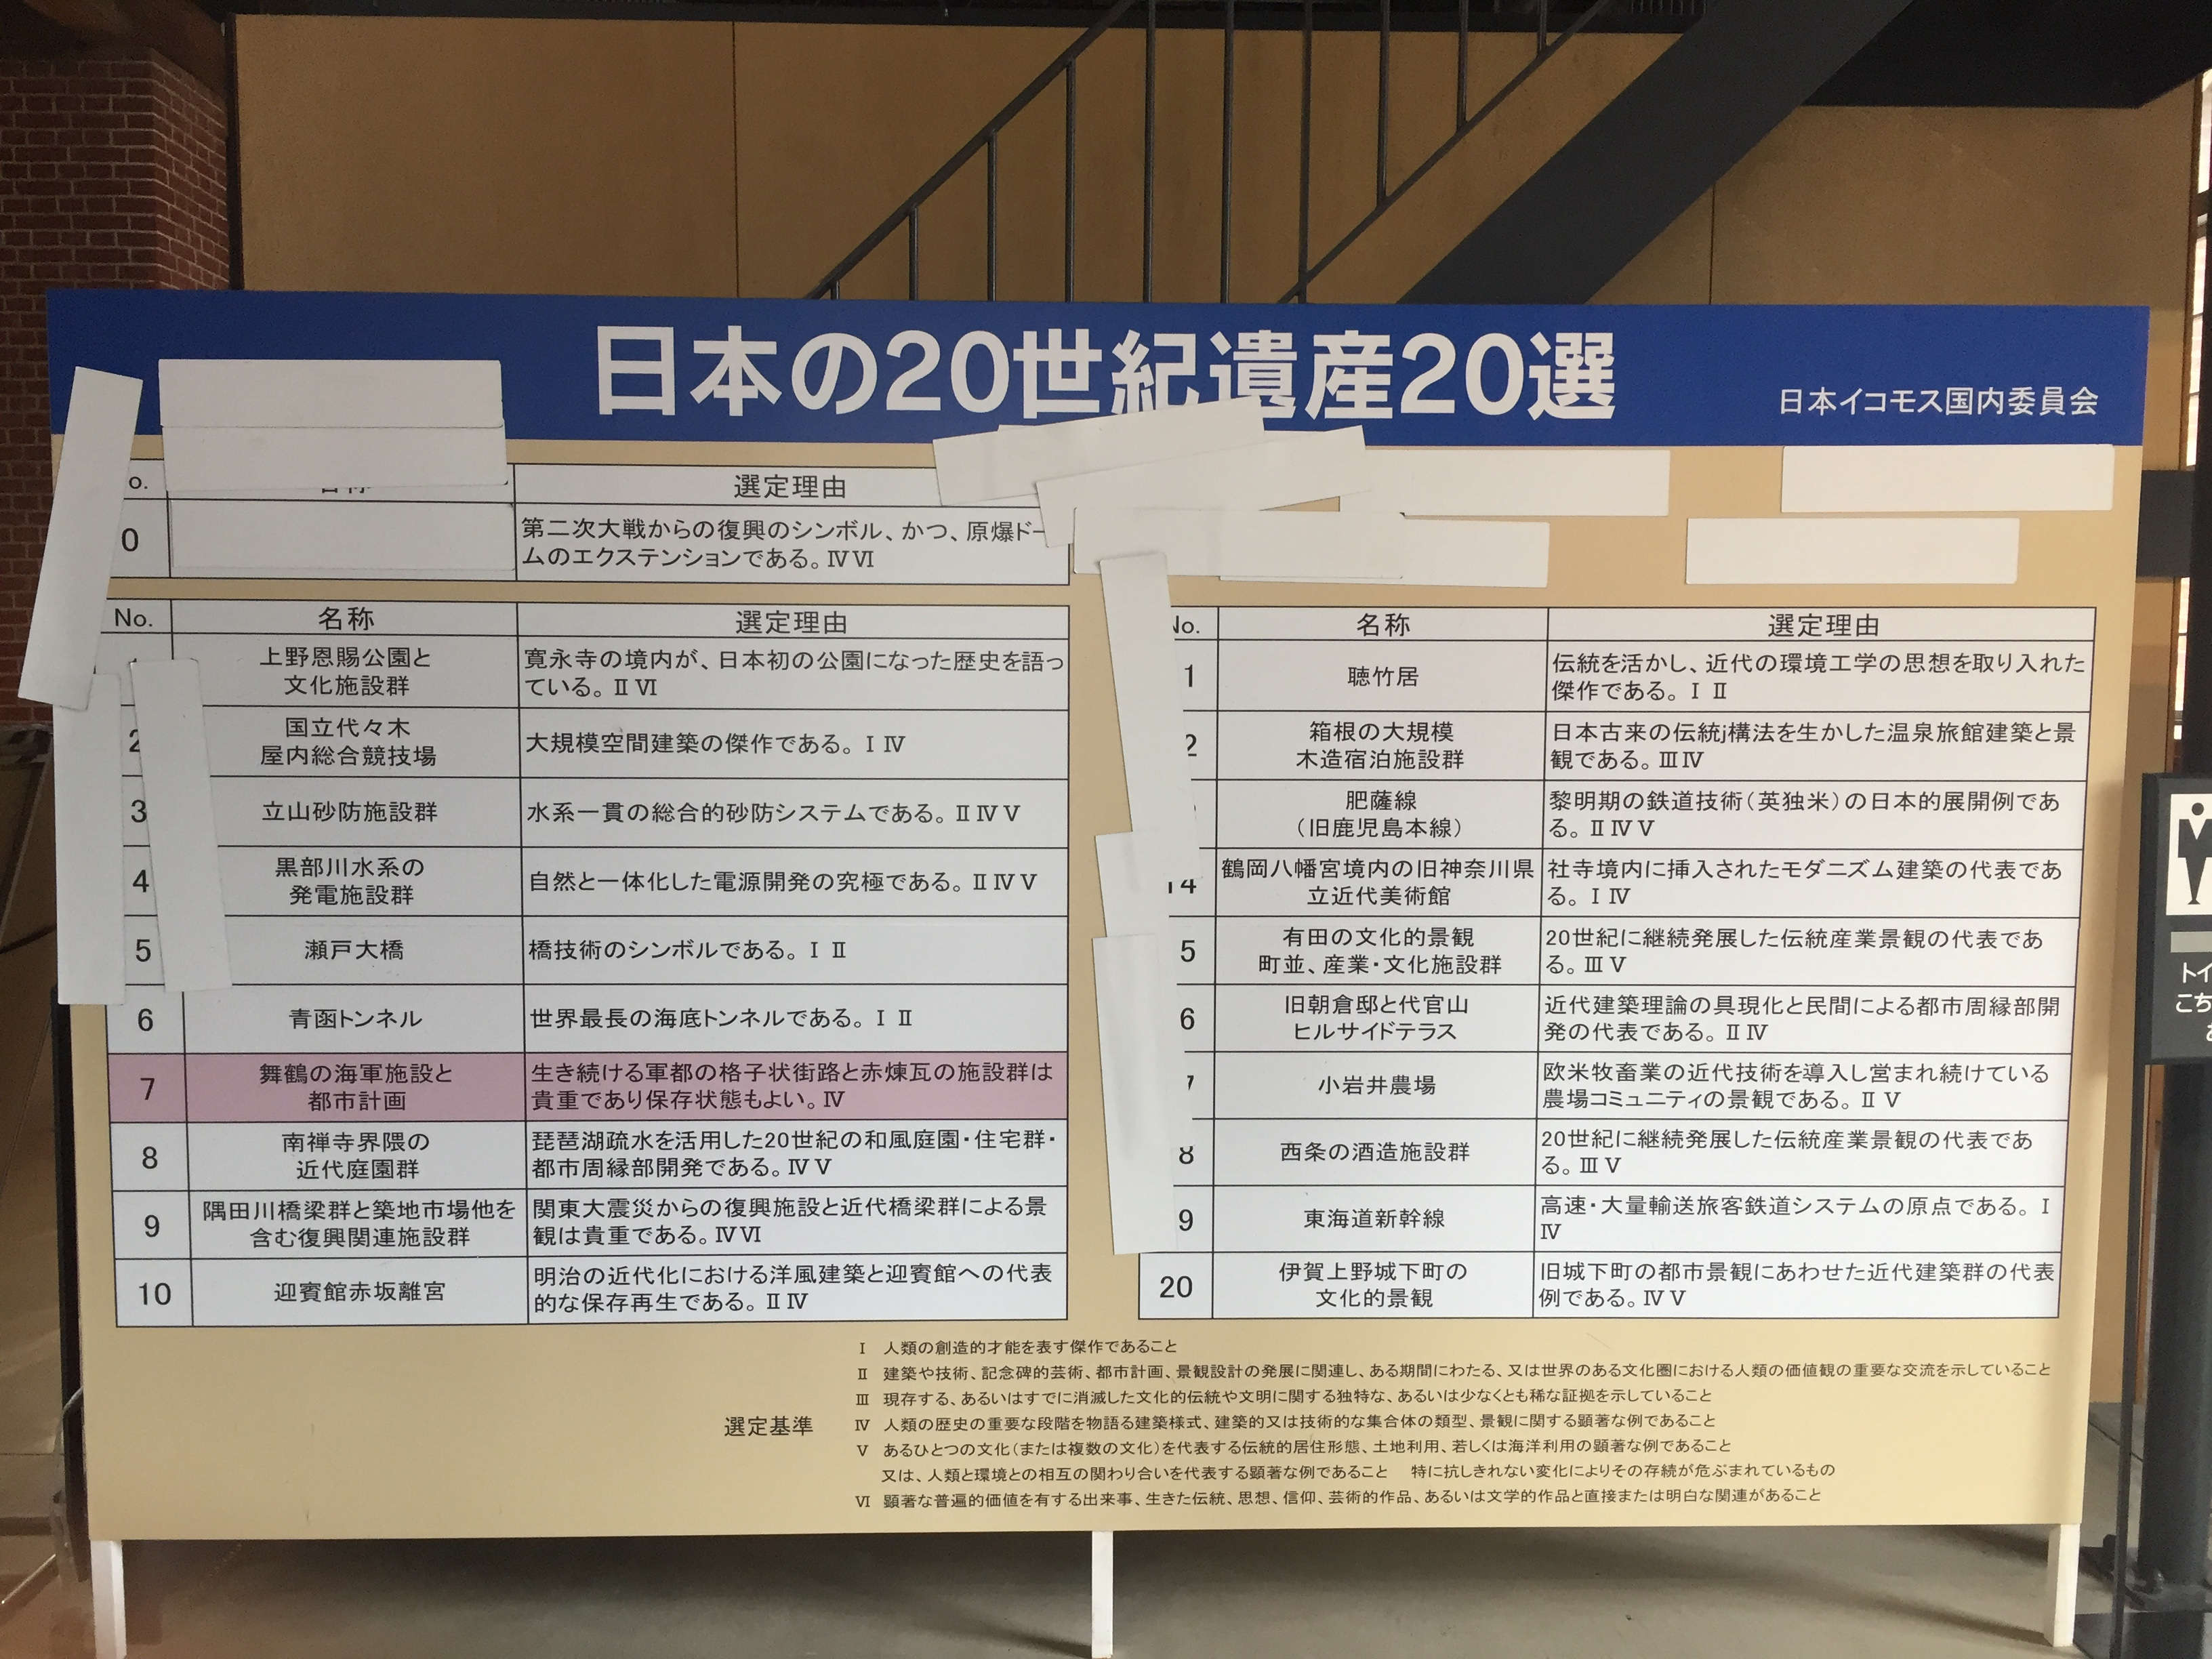 日本の20世紀遺産20選
日本イコモス国内委員会
o.
選定理由
0
第二次大戦からの復興のシンボル、かつ、原爆ドー
ムのエクステンションである。ⅣⅥ
No.
名称
選定理由
上野恩賜公園と
文化施設群
寛永寺の境内が、日本初の公園になった歴史を語っ
ている。ⅡⅥ
2
国立代々木
屋内総合競技場
大規模空間建築の傑作である。ⅠⅣ
3
立山砂防施設群
水系一貫の総合的砂防システムである。ⅡⅣⅤ
4
黒部川水系の
発電施設群
自然と一体化した電源開発の究極である。ⅡⅣⅤ
5
瀬戸大橋
橋技術のシンボルである。ⅠⅡ
6
青函トンネル
世界最長の海底トンネルである。ⅠⅡ
7
舞鶴の海軍施設と
都市計画
生き続ける軍都の格子状街路と赤煉瓦の施設群は
貴重であり保存状態もよい。Ⅳ
8
南禅寺界隈の
近代庭園群
琵琶湖疏水を活用した20世紀の和風庭園・住宅群・
都市周縁部開発である。ⅣⅤ
9
隅田川橋梁群と築地市場他を
含む復興関連施設群
関東大震災からの復興施設と近代橋梁群による景
観は貴重である。ⅣⅥ
10
迎賓館赤坂離宮
明治の近代化における洋風建築と迎賓館への代表
的な保存再生である。ⅡⅣ
No.
名称
選定理由
1
聴竹居
伝統を活かし、近代の環境工学の思想を取り入れた
傑作である。ⅠⅡ
2
箱根の大規模
木造宿泊施設群
日本古来の伝統j構法を生かした温泉旅館建築と景
観である。ⅢⅣ
肥薩線
（旧鹿児島本線）
黎明期の鉄道技術（英独米）の日本的展開例であ
る。ⅡⅣⅤ
14
鶴岡八幡宮境内の旧神奈川県
立近代美術館
社寺境内に挿入されたモダニズム建築の代表であ
る。ⅠⅣ
5
有田の文化的景観
町並、産業・文化施設群
20世紀に継続発展した伝統産業景観の代表であ
る。ⅢⅤ
6
旧朝倉邸と代官山
ヒルサイドテラス
近代建築理論の具現化と民間による都市周縁部開
発の代表である。ⅡⅣ
7
小岩井農場
欧米牧畜業の近代技術を導入し営まれ続けている
農場コミュニティの景観である。ⅡⅤ
8
西条の酒造施設群
20世紀に継続発展した伝統産業景観の代表であ
る。ⅢⅤ
9
東海道新幹線
高速・大量輸送旅客鉄道システムの原点である。Ⅰ
Ⅳ
20
伊賀上野城下町の
文化的景観
旧城下町の都市景観にあわせた近代建築群の代表
例である。ⅣⅤ
選定基準
Ⅰ 人類の創造的才能を表す傑作であること
Ⅱ 建築や技術、記念碑的芸術、都市計画、景観設計の発展に関連し、ある期間にわたる、又は世界のある文化圏における人類の価値観の重要な交流を示していること
Ⅲ 現存する、あるいはすでに消滅した文化的伝統や文明に関する独特な、あるいは少なくとも稀な証拠を示していること
Ⅳ 人類の歴史の重要な段階を物語る建築様式、建築的又は技術的な集合体の類型、景観に関する顕著な例であること
Ⅴ あるひとつの文化（または複数の文化）を代表する伝統的居住形態、土地利用、若しくは海洋利用の顕著な例であること
又は、人類と環境との相互の関わり合いを代表する顕著な例であること 特に抗しきれない変化によりその存続が危ぶまれているもの
Ⅵ 顕著な普遍的価値を有する出来事、生きた伝統、思想、信仰、芸術的作品、あるいは文学的作品と直接または明白な関連があること
トイ
こち